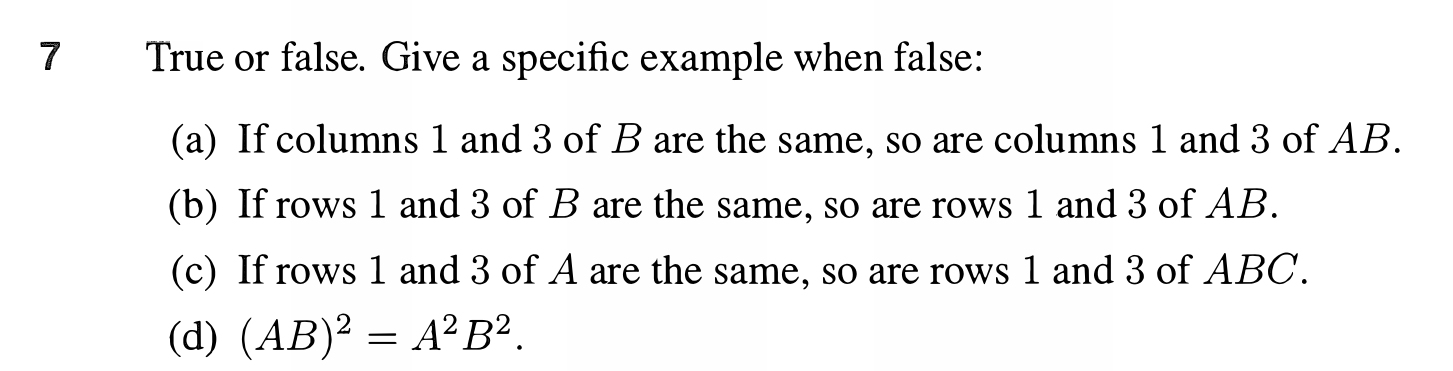 7 True or false. Give a specific example when false:
(a) If columns 1 and 3 of B are the same, so are columns 1 and 3 of AB.
(b) If rows 1 and 3 of B are the same, so are rows 1 and 3 of AB.
(c) If rows 1 and 3 of A are the same, so are rows 1 and 3 of ABC.
(d) (AB)² = A²B².